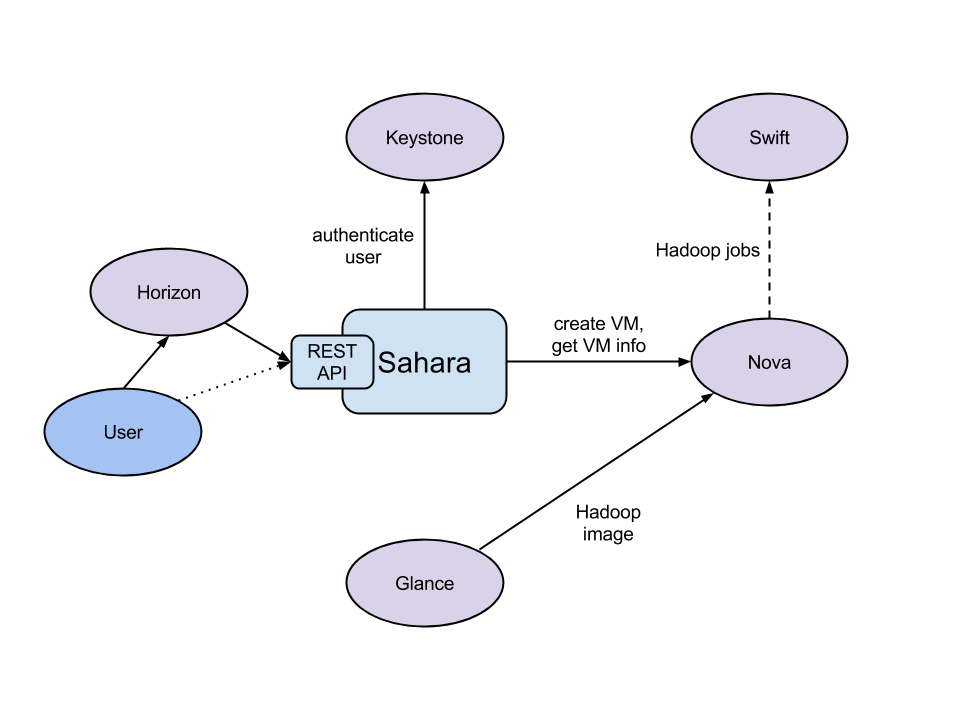 Keystone
Swift
authenticate
user
Hadoop jobs
Horizon
create VM,
get VM info
REST
API
Sahara
Nova
User
Hadoop
image
Glance